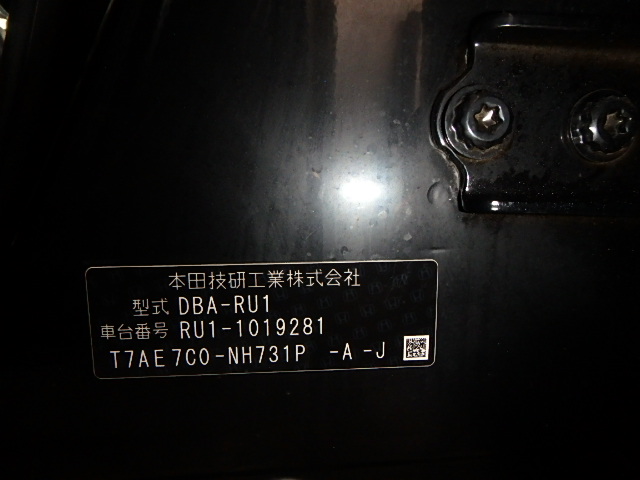 本田技研工業株式会社
型式 DBA-RU1
車台番号 RU1-1019281
T7AE7C0-NH731P -A-J